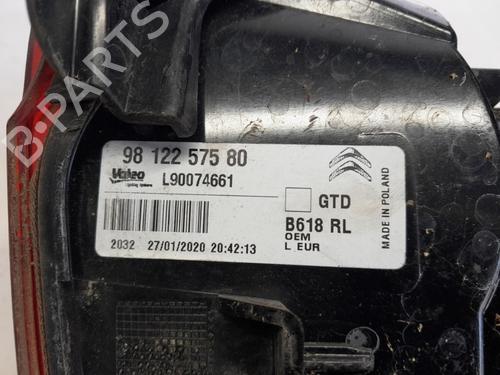 B-PARTS
98 122 575 80
Valeo
L90074661
GTD
B618 RL
OEM
L EUR
2032 27/01/2020 20:42:13
MADE IN POLAND